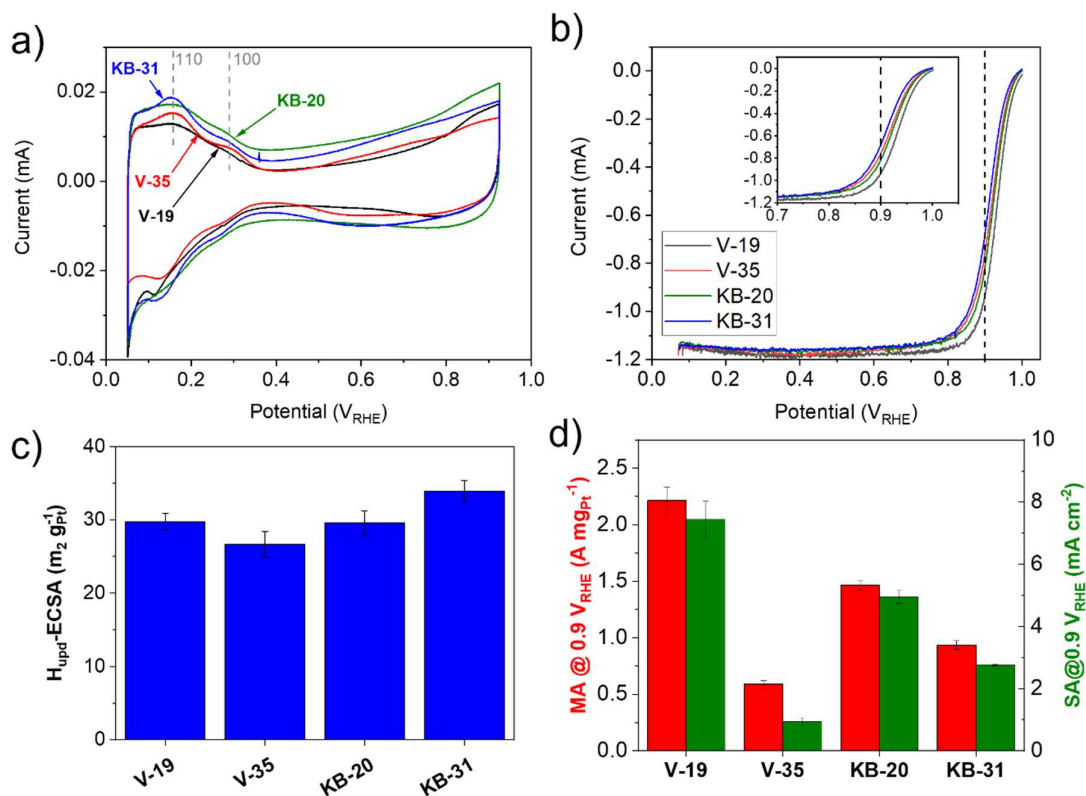 a)
110
100
KB-31
KB-20
V-35
V-19
0.02
0.00
-0.02
-0.04
Current (mA)
0.0
0.2
0.4
0.6
0.8
1.0
Potential (VRHE)
b)
0.0
-0.2
-0.4
-0.6
-0.8
-1.0
-1.2
Current (mA)
0.0
-0.1
-0.3
-0.4
-0.6
-0.7
-0.8
-1.0
-1.1
-1.2
0.7
0.8
0.9
1.0
V-19
V-35
KB-20
KB-31
0.0
0.2
0.4
0.6
0.8
1.0
Potential (VRHE)
c)
40
30
20
10
0
Hupd-ECSA (m2 g-1Pt)
V-19
V-35
KB-20
KB-31
d)
2.5
2.0
1.5
1.0
0.5
0.0
MA @ 0.9 VRHE (A mgPt-1)
10
8
6
4
2
0
SA@0.9 VRHE (mA cm-2)
V-19
V-35
KB-20
KB-31